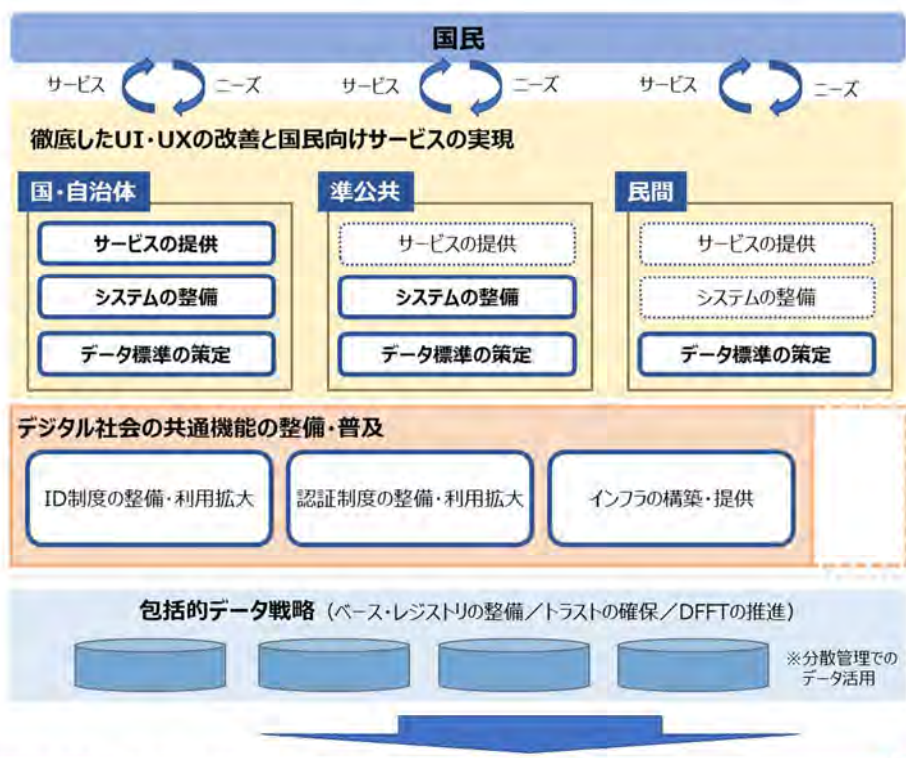 国民
サービス ニーズ サービス ニーズ サービス ニーズ
徹底したUI・UXの改善と国民向けサービスの実現
国・自治体
サービスの提供
システムの整備
データ標準の策定
準公共
サービスの提供
システムの整備
データ標準の策定
民間
サービスの提供
システムの整備
データ標準の策定
デジタル社会の共通機能の整備・普及
ID制度の整備・利用拡大
認証制度の整備・利用拡大
インフラの構築・提供
包括的データ戦略（ベース・レジストリの整備／トラストの確保／DFFTの推進）
※分散管理での
データ活用